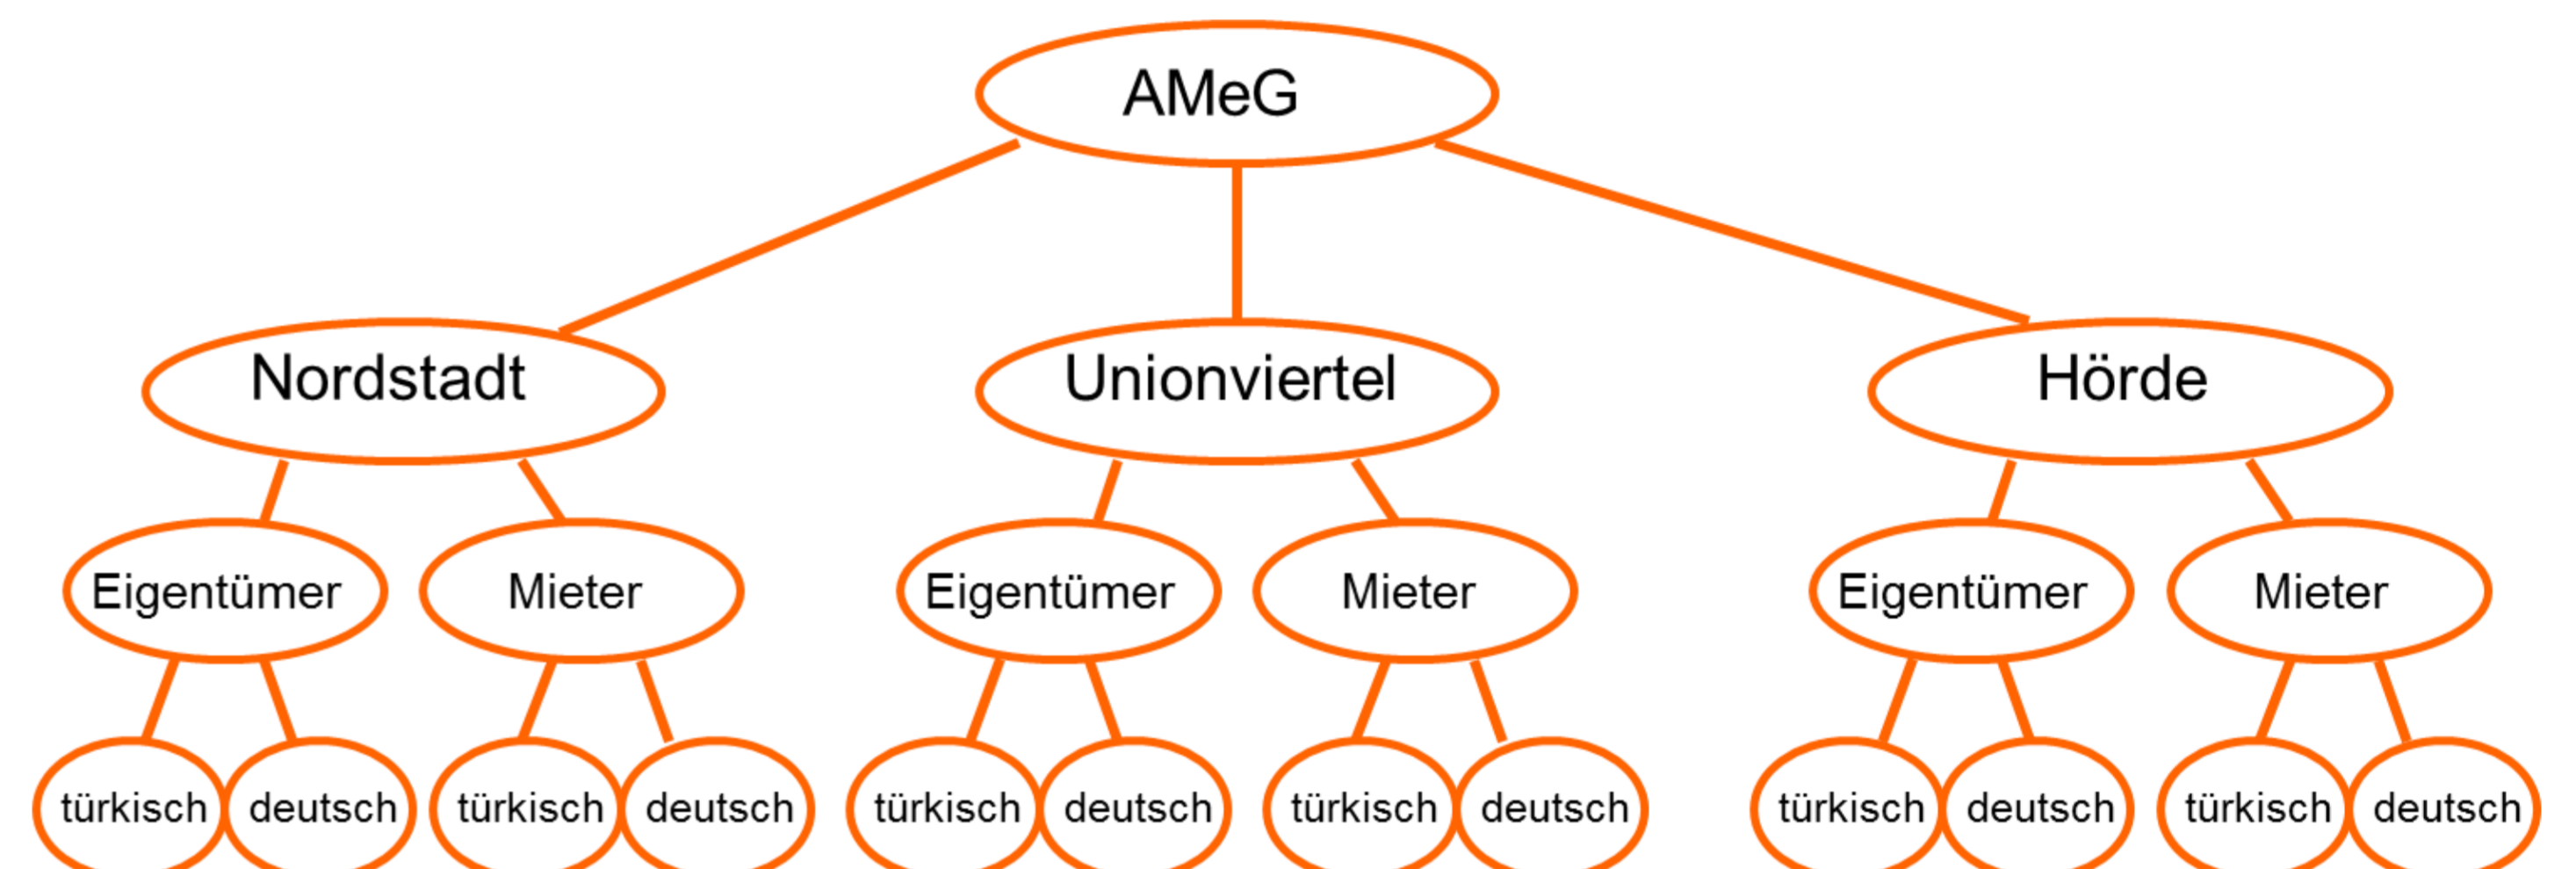 AMeG
Nordstadt
Unionviertel
Hörde
Eigentümer
Mieter
Eigentümer
Mieter
Eigentümer
Mieter
türkisch
deutsch
türkisch
deutsch
türkisch
deutsch
türkisch
deutsch
türkisch
deutsch
türkisch
deutsch